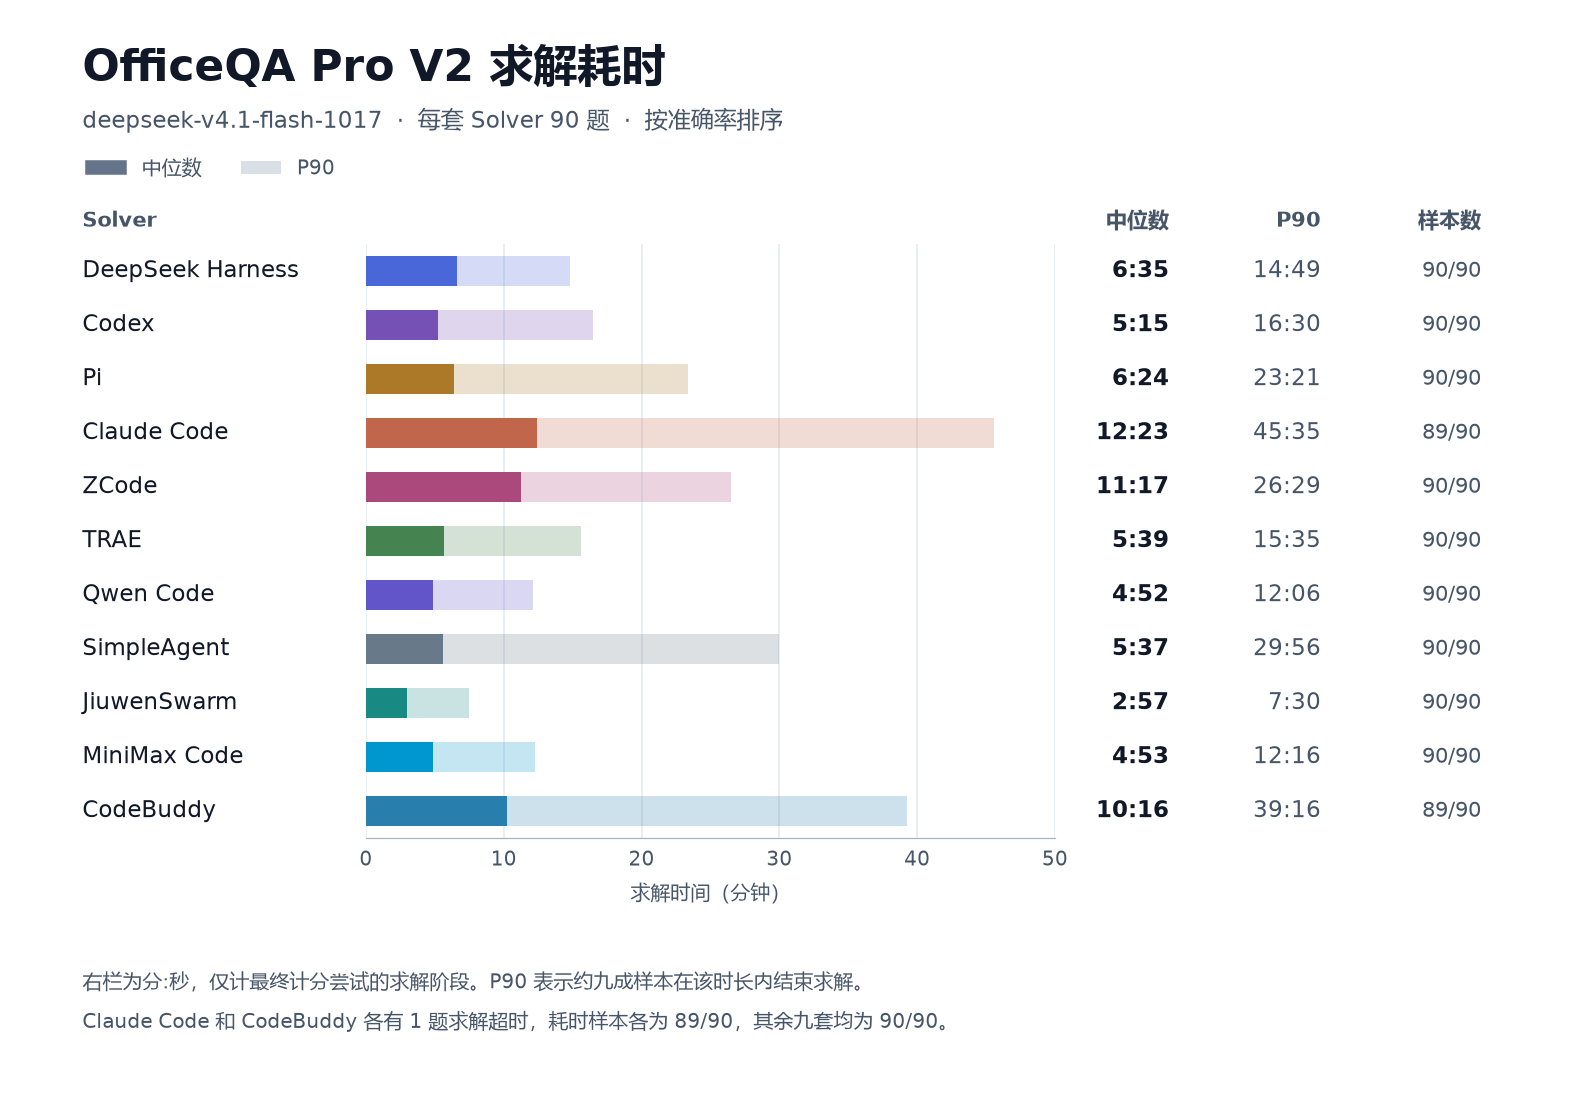 OfficeQA Pro V2 求解耗时
deepseek-v4.1-flash-1017 · 每套 Solver 90 题 · 按准确率排序
中位数 P90
Solver 中位数 P90 样本数
DeepSeek Harness 6:35 14:49 90/90
Codex 5:15 16:30 90/90
Pi 6:24 23:21 90/90
Claude Code 12:23 45:35 89/90
ZCode 11:17 26:29 90/90
TRAE 5:39 15:35 90/90
Qwen Code 4:52 12:06 90/90
SimpleAgent 5:37 29:56 90/90
JiuwenSwarm 2:57 7:30 90/90
MiniMax Code 4:53 12:16 90/90
CodeBuddy 10:16 39:16 89/90
0 10 20 30 40 50
求解时间（分钟）
右栏为分:秒，仅计最终计分尝试的求解阶段。P90 表示约九成样本在该时长内结束求解。
Claude Code 和 CodeBuddy 各有 1 题求解超时，耗时样本各为 89/90，其余九套均为 90/90。